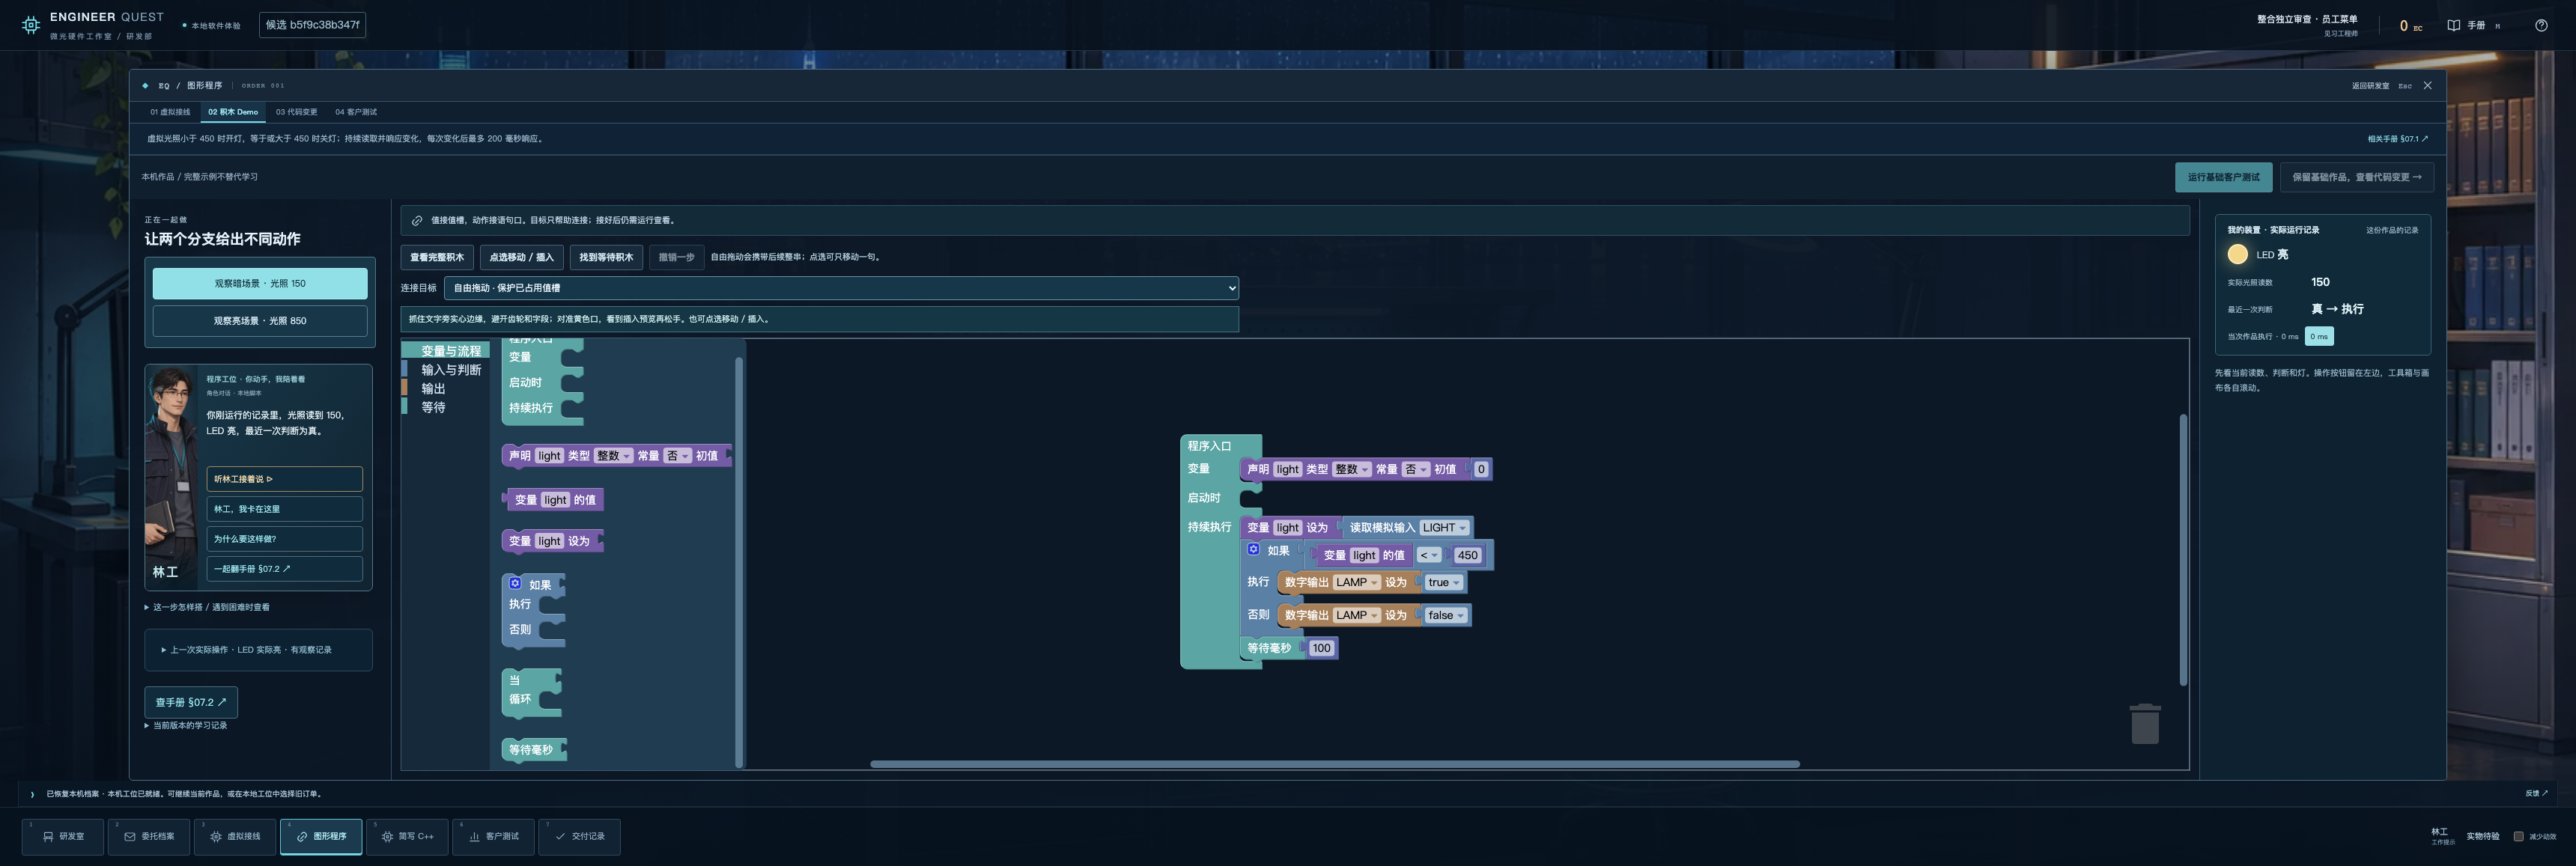 ENGINEER QUEST
微光硬件工作室 / 研发部
本地软件体验
候选 b5f9c38b347f
整合独立审查 · 员工菜单
见习工程师
0 EC
手册 M
EQ / 图形程序 ORDER 001
返回研发室 Esc
01 虚拟接线
02 积木 Demo
03 代码变更
04 客户测试
虚拟光照小于 450 时开灯，等于或大于 450 时关灯；持续读取并响应变化，每次变化后最多 200 毫秒响应。
相关手册 §07.1 ↗
本机作品 / 完整示例不替代学习
运行基础客户测试
保留基础作品，查看代码变更 →
正在一起做
让两个分支给出不同动作
观察暗场景 · 光照 150
观察亮场景 · 光照 850
程序工位 · 你动手，我陪着看
角色对话 · 本地脚本
你刚运行的记录里，光照读到 150，
LED 亮，最近一次判断为真。
听林工接着说 ▷
林工，我卡在这里
为什么要这样做?
一起翻手册 §07.2 ↗
林工
▶ 这一步怎样搭 / 遇到困难时查看
▶ 上一次实际操作 · LED 实际亮 · 有观察记录
查手册 §07.2 ↗
▶ 当前版本的学习记录
值接值槽，动作接语句口。目标只帮助连接；接好后仍需运行查看。
查看完整积木
点选移动 / 插入
找到等待积木
撤销一步
自由拖动会携带后续整串；点选可只移动一句。
连接目标
自由拖动 · 保护已占用值槽
抓住文字旁实心边缘，避开齿轮和字段；对准黄色口，看到插入预览再松手。也可点选移动 / 插入。
变量与流程
输入与判断
输出
等待
程序入口
变量
启动时
持续执行
声明 light 类型 整数 常量 否 初值
变量 light 的值
变量 light 设为
如果
执行
否则
当
循环
等待毫秒
程序入口
变量 声明 light 类型 整数 常量 否 初值 0
启动时
持续执行 变量 light 设为 读取模拟输入 LIGHT
如果 变量 light 的值 < 450
执行 数字输出 LAMP 设为 true
否则 数字输出 LAMP 设为 false
等待毫秒 100
我的装置 · 实际运行记录
这份作品的记录
LED 亮
实际光照读数 150
最近一次判断 真 → 执行
当次作品执行 · 0 ms 0 ms
先看当前读数、判断和灯。操作按钮留在左边，工具箱与画
布各自滚动。
已恢复本机档案 · 本机工位已就绪。可继续当前作品，或在本地工位中选择旧订单。
反馈 ↗
1 研发室
2 委托档案
3 虚拟接线
4 图形程序
5 简写 C++
6 客户测试
7 交付记录
林工
工作提示
实物待验
减少动效